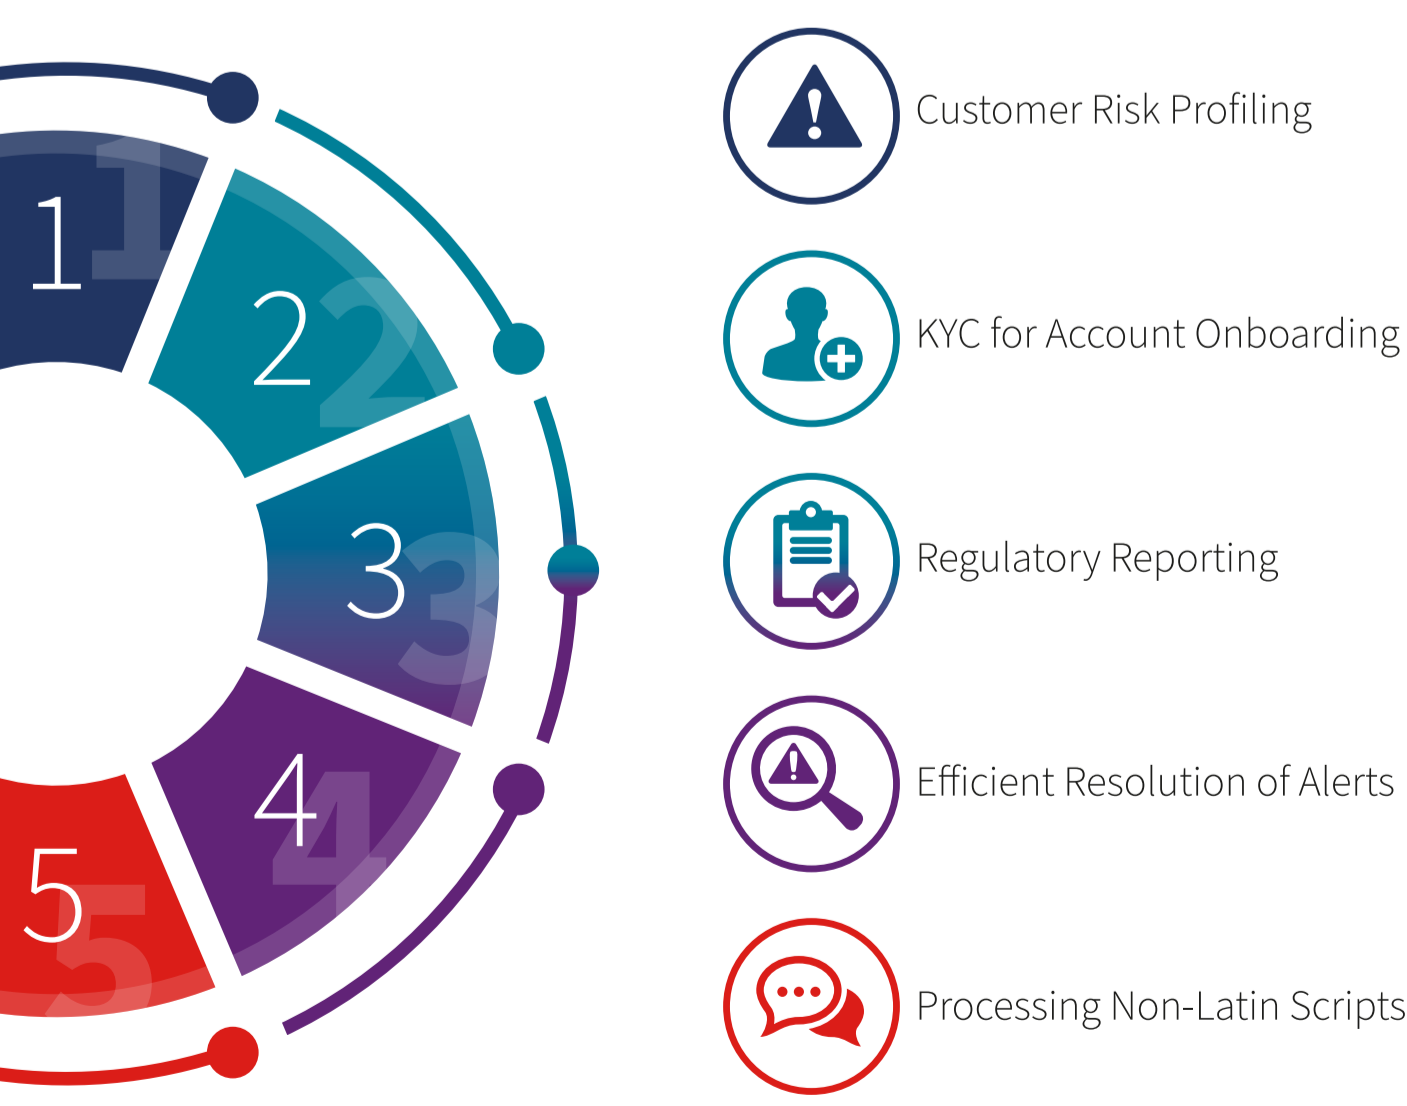 1
Customer Risk Profiling
2
KYC for Account Onboarding
3
Regulatory Reporting
4
Efficient Resolution of Alerts
5
Processing Non-Latin Scripts